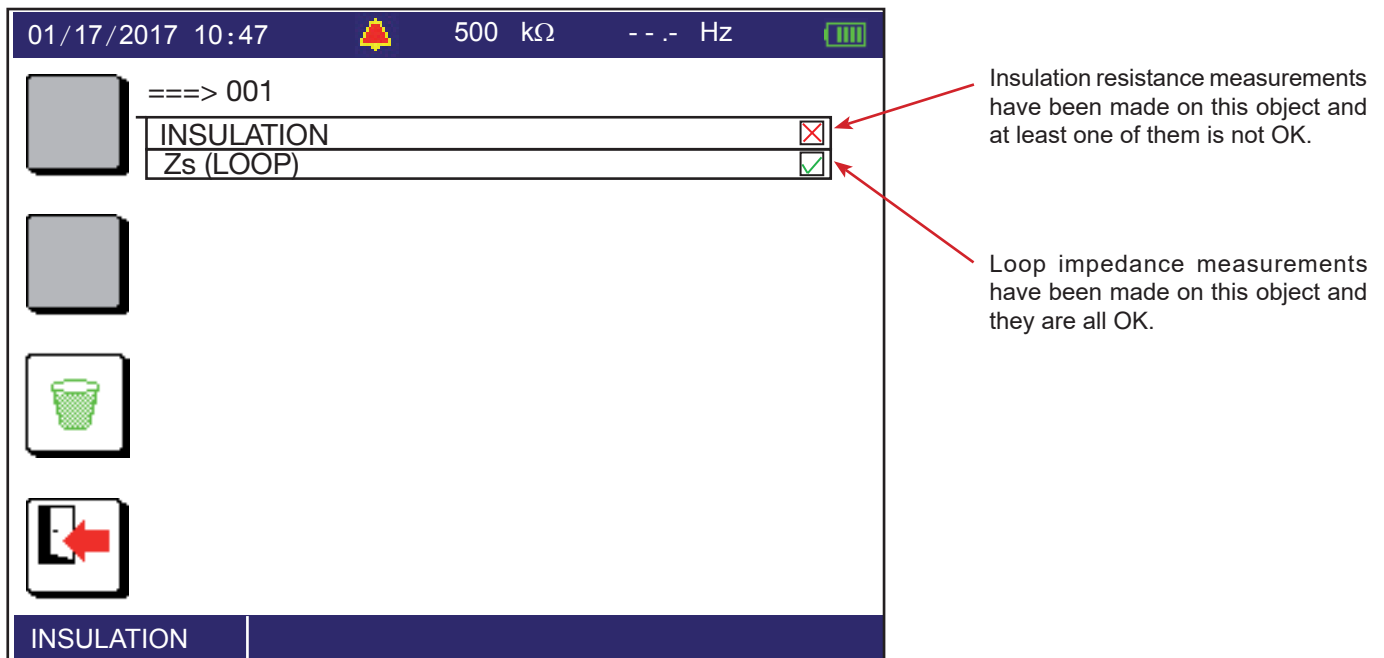 01/17/2017 10:47 500 kΩ - - .- Hz
===> 001
INSULATION
Zs (LOOP)
INSULATION
Insulation resistance measurements
have been made on this object and
at least one of them is not OK.
Loop impedance measurements
have been made on this object and
they are all OK.